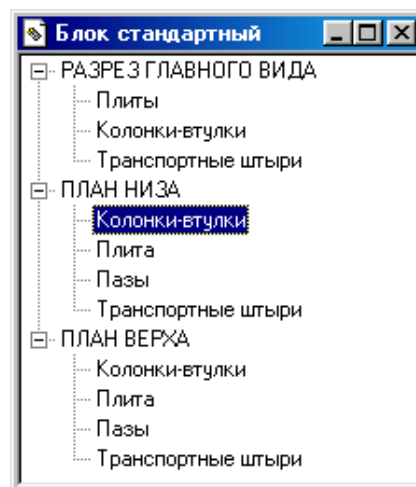 Блок стандартный
РАЗРЕЗ ГЛАВНОГО ВИДА
Плиты
Колонки-втулки
Транспортные штыри
ПЛАН НИЗА
Колонки-втулки
Плита
Пазы
Транспортные штыри
ПЛАН ВЕРХА
Колонки-втулки
Плита
Пазы
Транспортные штыри